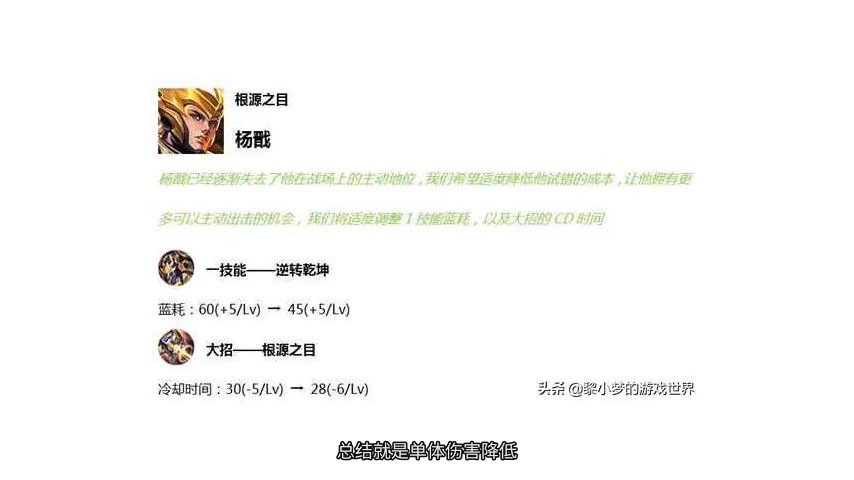 根源之目
杨戬
杨戬已经逐渐失去了他在战场上的主动地位，我们希望适度降低他试错的成本，让他拥有更
多可以主动出击的机会，我们将适度调整 1 技能蓝耗，以及大招的 CD 时间
一技能——逆转乾坤
蓝耗：60(+5/Lv) → 45(+5/Lv)
大招——根源之目
冷却时间：30(-5/Lv) → 28(-6/Lv)
头条 @黎小梦的游戏世界
总结就是单体伤害降低